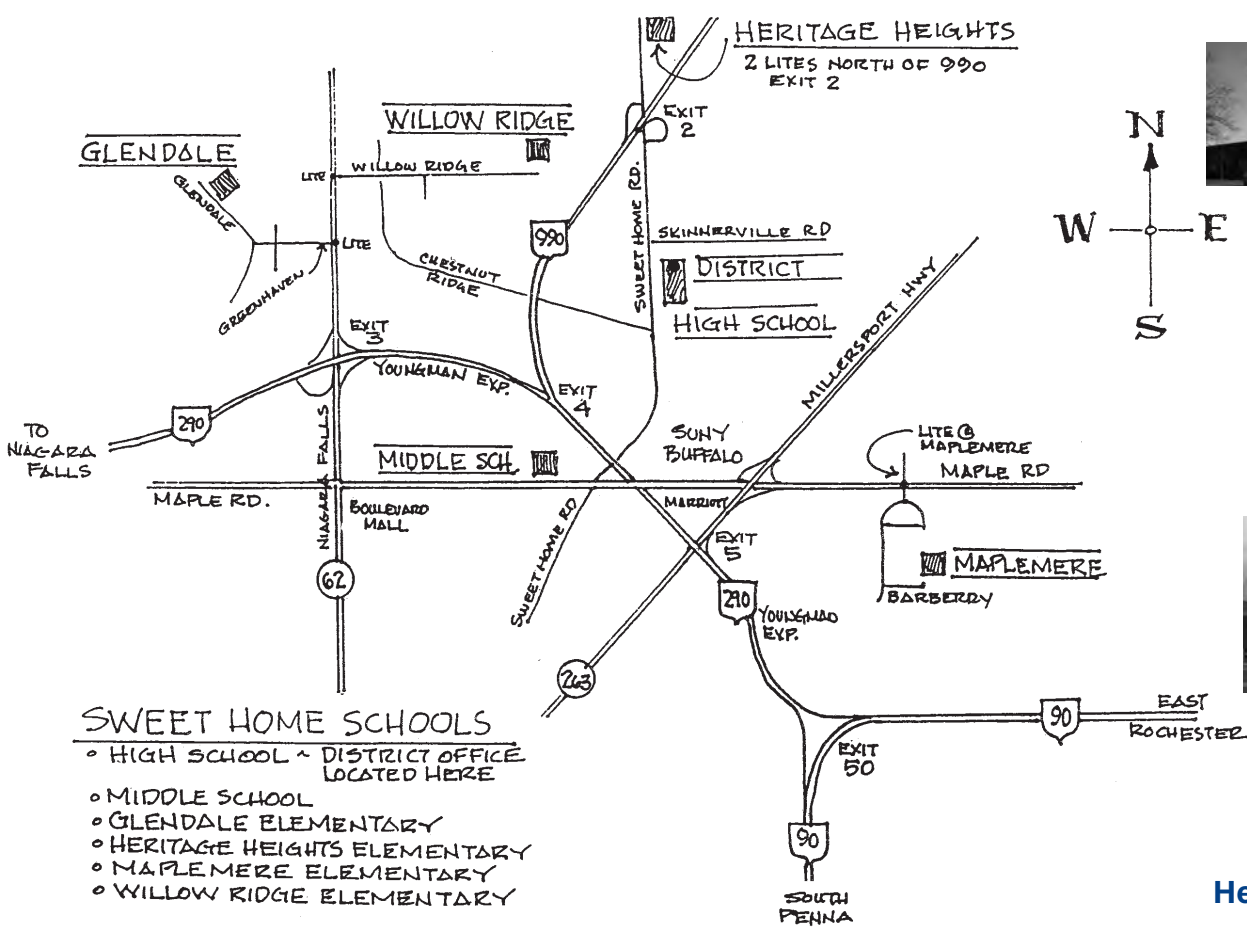 HERITAGE HEIGHTS
2 LITES NORTH OF 990
EXIT 2
EXIT
2
N
W
E
S
WILLOW RIDGE
GLENDALE
LITE
WILLOW RIDGE
GLENDALE
LITE
GREENHAVEN
CHESTNUT
RIDGE
990
SWEET HOME RD.
SKINNERVILLE RD
DISTRICT
HIGH SCHOOL
MILLERSPORT HWY
EXIT
3
YOUNGMAN EXP.
EXIT
4
290
TO
NIAGARA
FALLS
NIAGARA FALLS
MIDDLE SCH.
SUNY
BUFFALO
LITE @
MAPLEMERE
MAPLE RD
MAPLE RD.
BOULEVARD
MALL
MARRIOTT
SWEET HOME RD
EXIT
5
MAPLEMERE
BARBERRY
62
290
YOUNGMAN
EXP.
263
SWEET HOME SCHOOLS
• HIGH SCHOOL ~ DISTRICT OFFICE
LOCATED HERE
• MIDDLE SCHOOL
• GLENDALE ELEMENTARY
• HERITAGE HEIGHTS ELEMENTARY
• MAPLEMERE ELEMENTARY
• WILLOW RIDGE ELEMENTARY
90
EAST
ROCHESTER
EXIT
50
90
SOUTH
PENNA
He